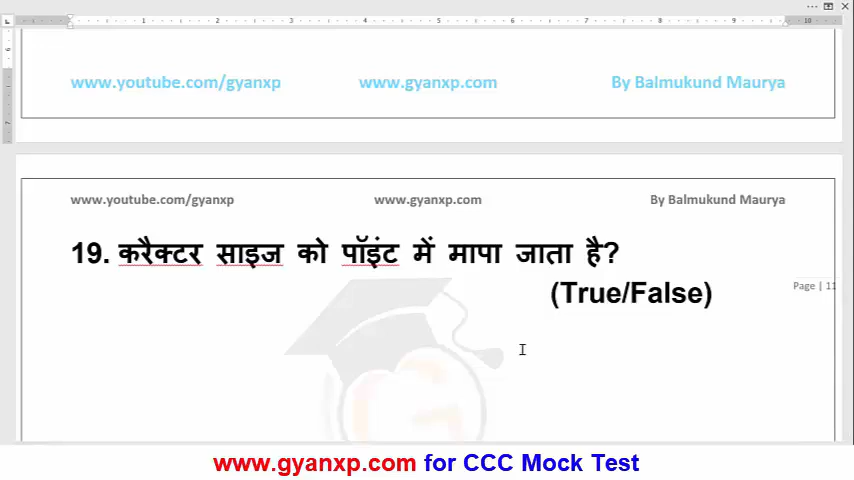 www.youtube.com/gyanxp www.gyanxp.com By Balmukund Maurya
www.youtube.com/gyanxp www.gyanxp.com By Balmukund Maurya
19. करैक्टर साइज को पॉइंट में मापा जाता है?
(True/False)
Page | 11
www.gyanxp.com for CCC Mock Test